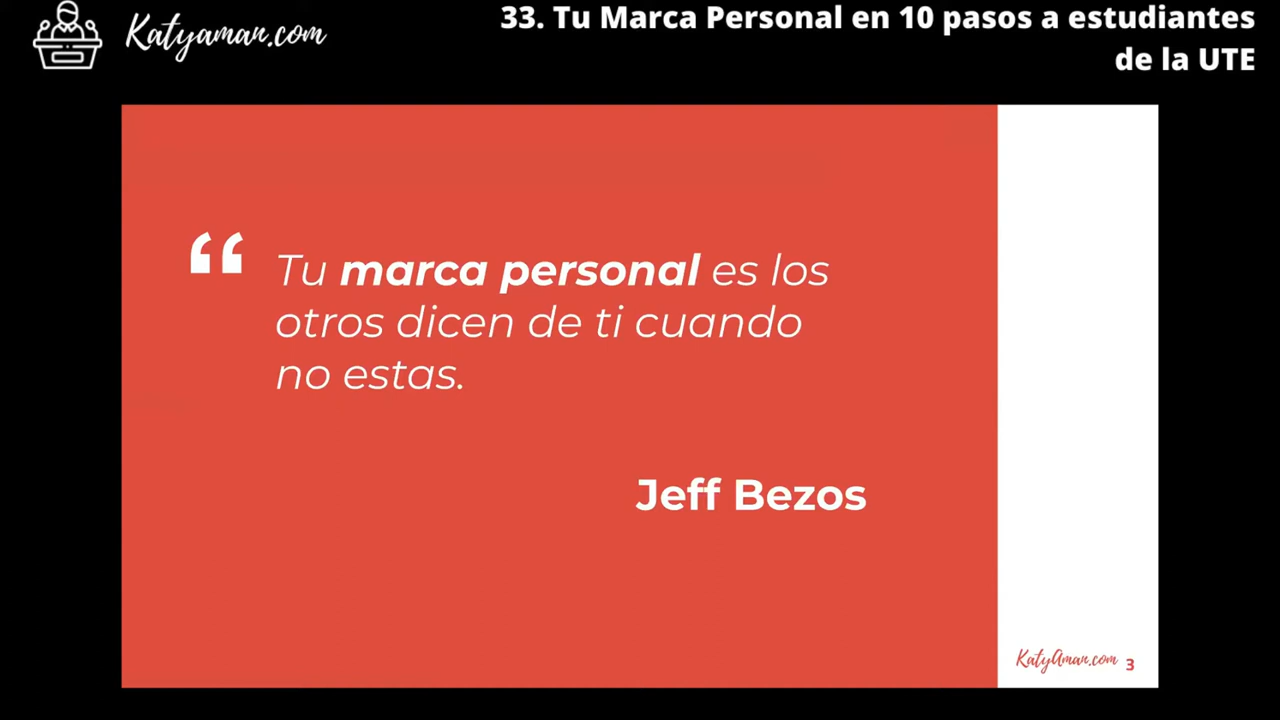 Katyaman.com
33. Tu Marca Personal en 10 pasos a estudiantes
de la UTE
“ Tu marca personal es los
otros dicen de ti cuando
no estas.
Jeff Bezos
KatyAman.com 3